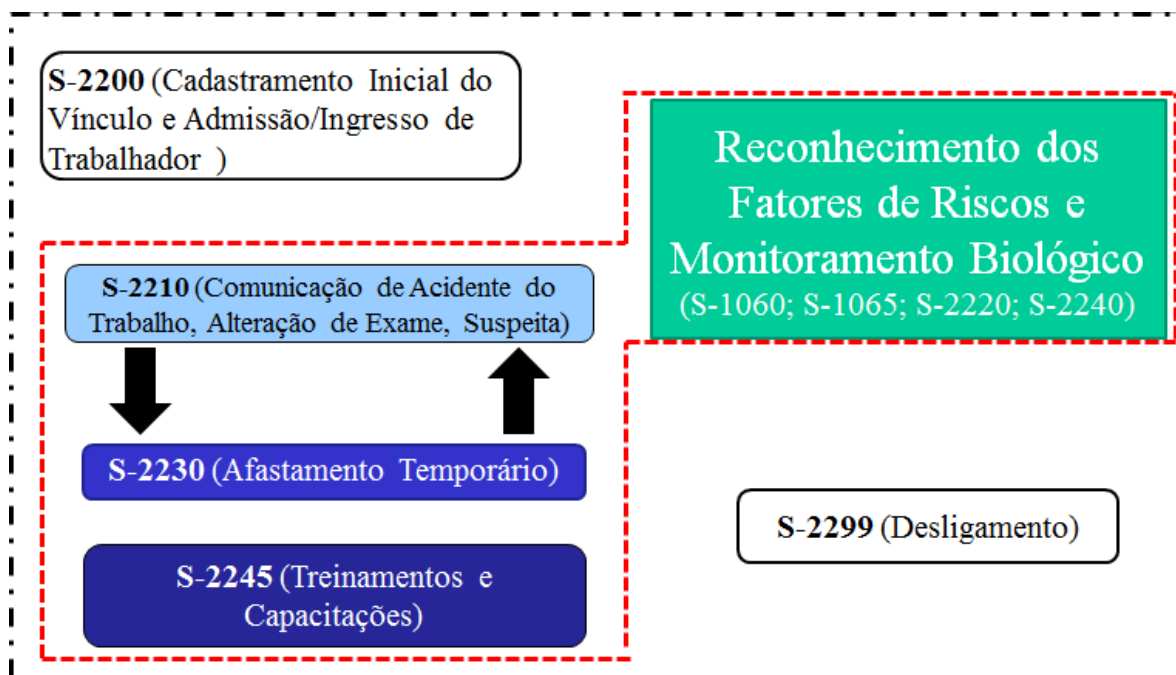 S-2200 (Cadastramento Inicial do
Vínculo e Admissão/Ingresso de
Trabalhador )
Reconhecimento dos
Fatores de Riscos e
Monitoramento Biológico
(S-1060; S-1065; S-2220; S-2240)
S-2210 (Comunicação de Acidente do
Trabalho, Alteração de Exame, Suspeita)
S-2230 (Afastamento Temporário)
S-2245 (Treinamentos e
Capacitações)
S-2299 (Desligamento)